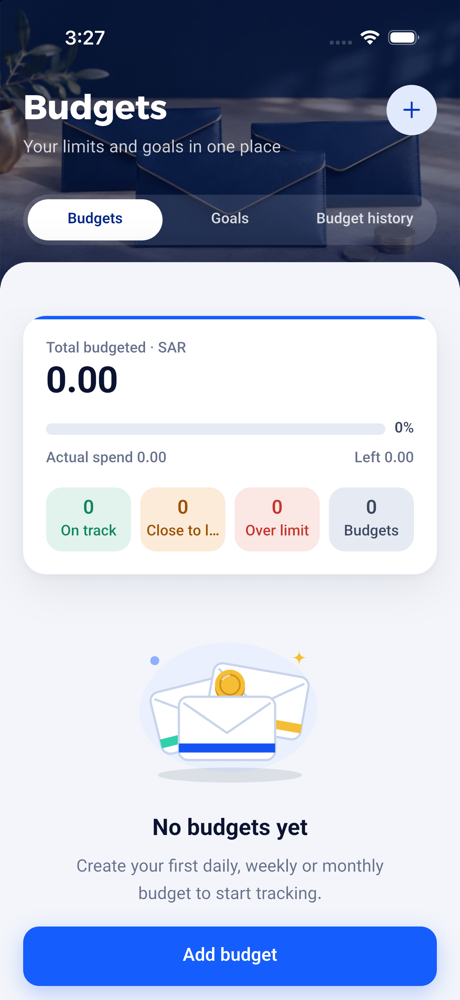 3:27
Budgets
Your limits and goals in one place
Budgets
Goals
Budget history
Total budgeted · SAR
0.00
0%
Actual spend 0.00
Left 0.00
0
On track
0
Close to l...
0
Over limit
0
Budgets
No budgets yet
Create your first daily, weekly or monthly
budget to start tracking.
Add budget